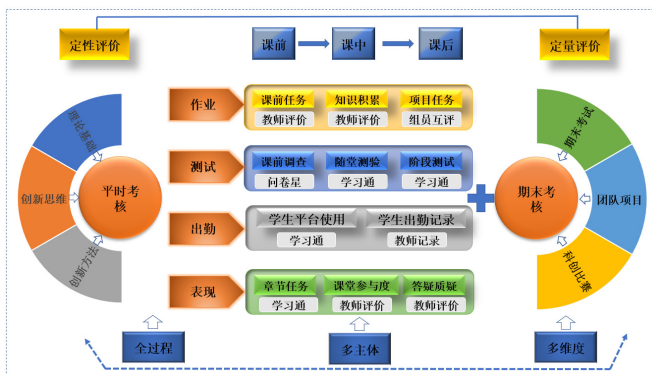 定性评价
课前
课中
课后
定量评价
理论基础
创新思维
创新方法
平时考核
作业
课前任务
知识积累
项目任务
教师评价
教师评价
组员互评
测试
课前调查
随堂测验
阶段测试
问卷星
学习通
学习通
出勤
学生平台使用
学生出勤记录
学习通
教师记录
表现
章节任务
课堂参与度
答疑质疑
学习通
教师评价
教师评价
期末考核
期末考试
团队项目
科创比赛
全过程
多主体
多维度